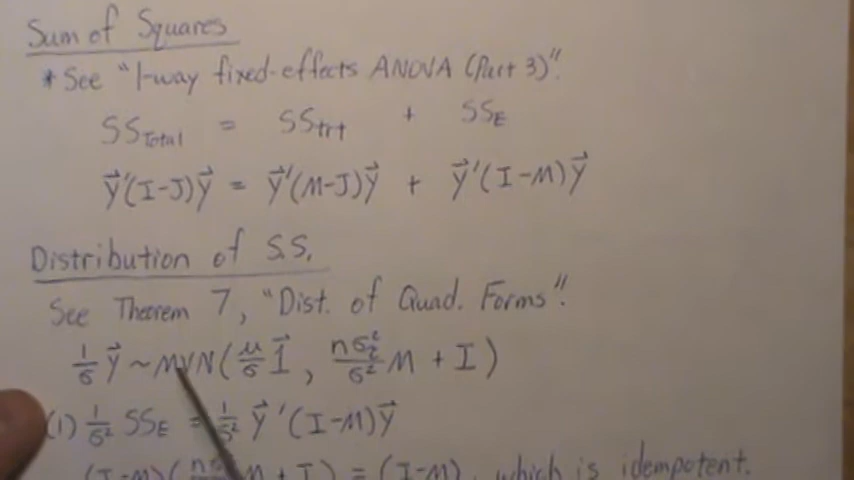 Sum of Squares
* See "1-way fixed-effects ANOVA (Part 3)".
SS_Total = SS_trt + SS_E
Y⃗'(I-J)Y⃗ = Y⃗'(M-J)Y⃗ + Y⃗'(I-M)Y⃗
Distribution of S.S.
See Theorem 7, "Dist. of Quad. Forms".
1/σ Y⃗ ~ MVN(μ/σ 1⃗, nσ_τ²/σ² M + I)
(1) 1/σ² SS_E = 1/σ² Y⃗'(I-M)Y⃗
(I-M)( M + I) = (I-M), which is idempotent.